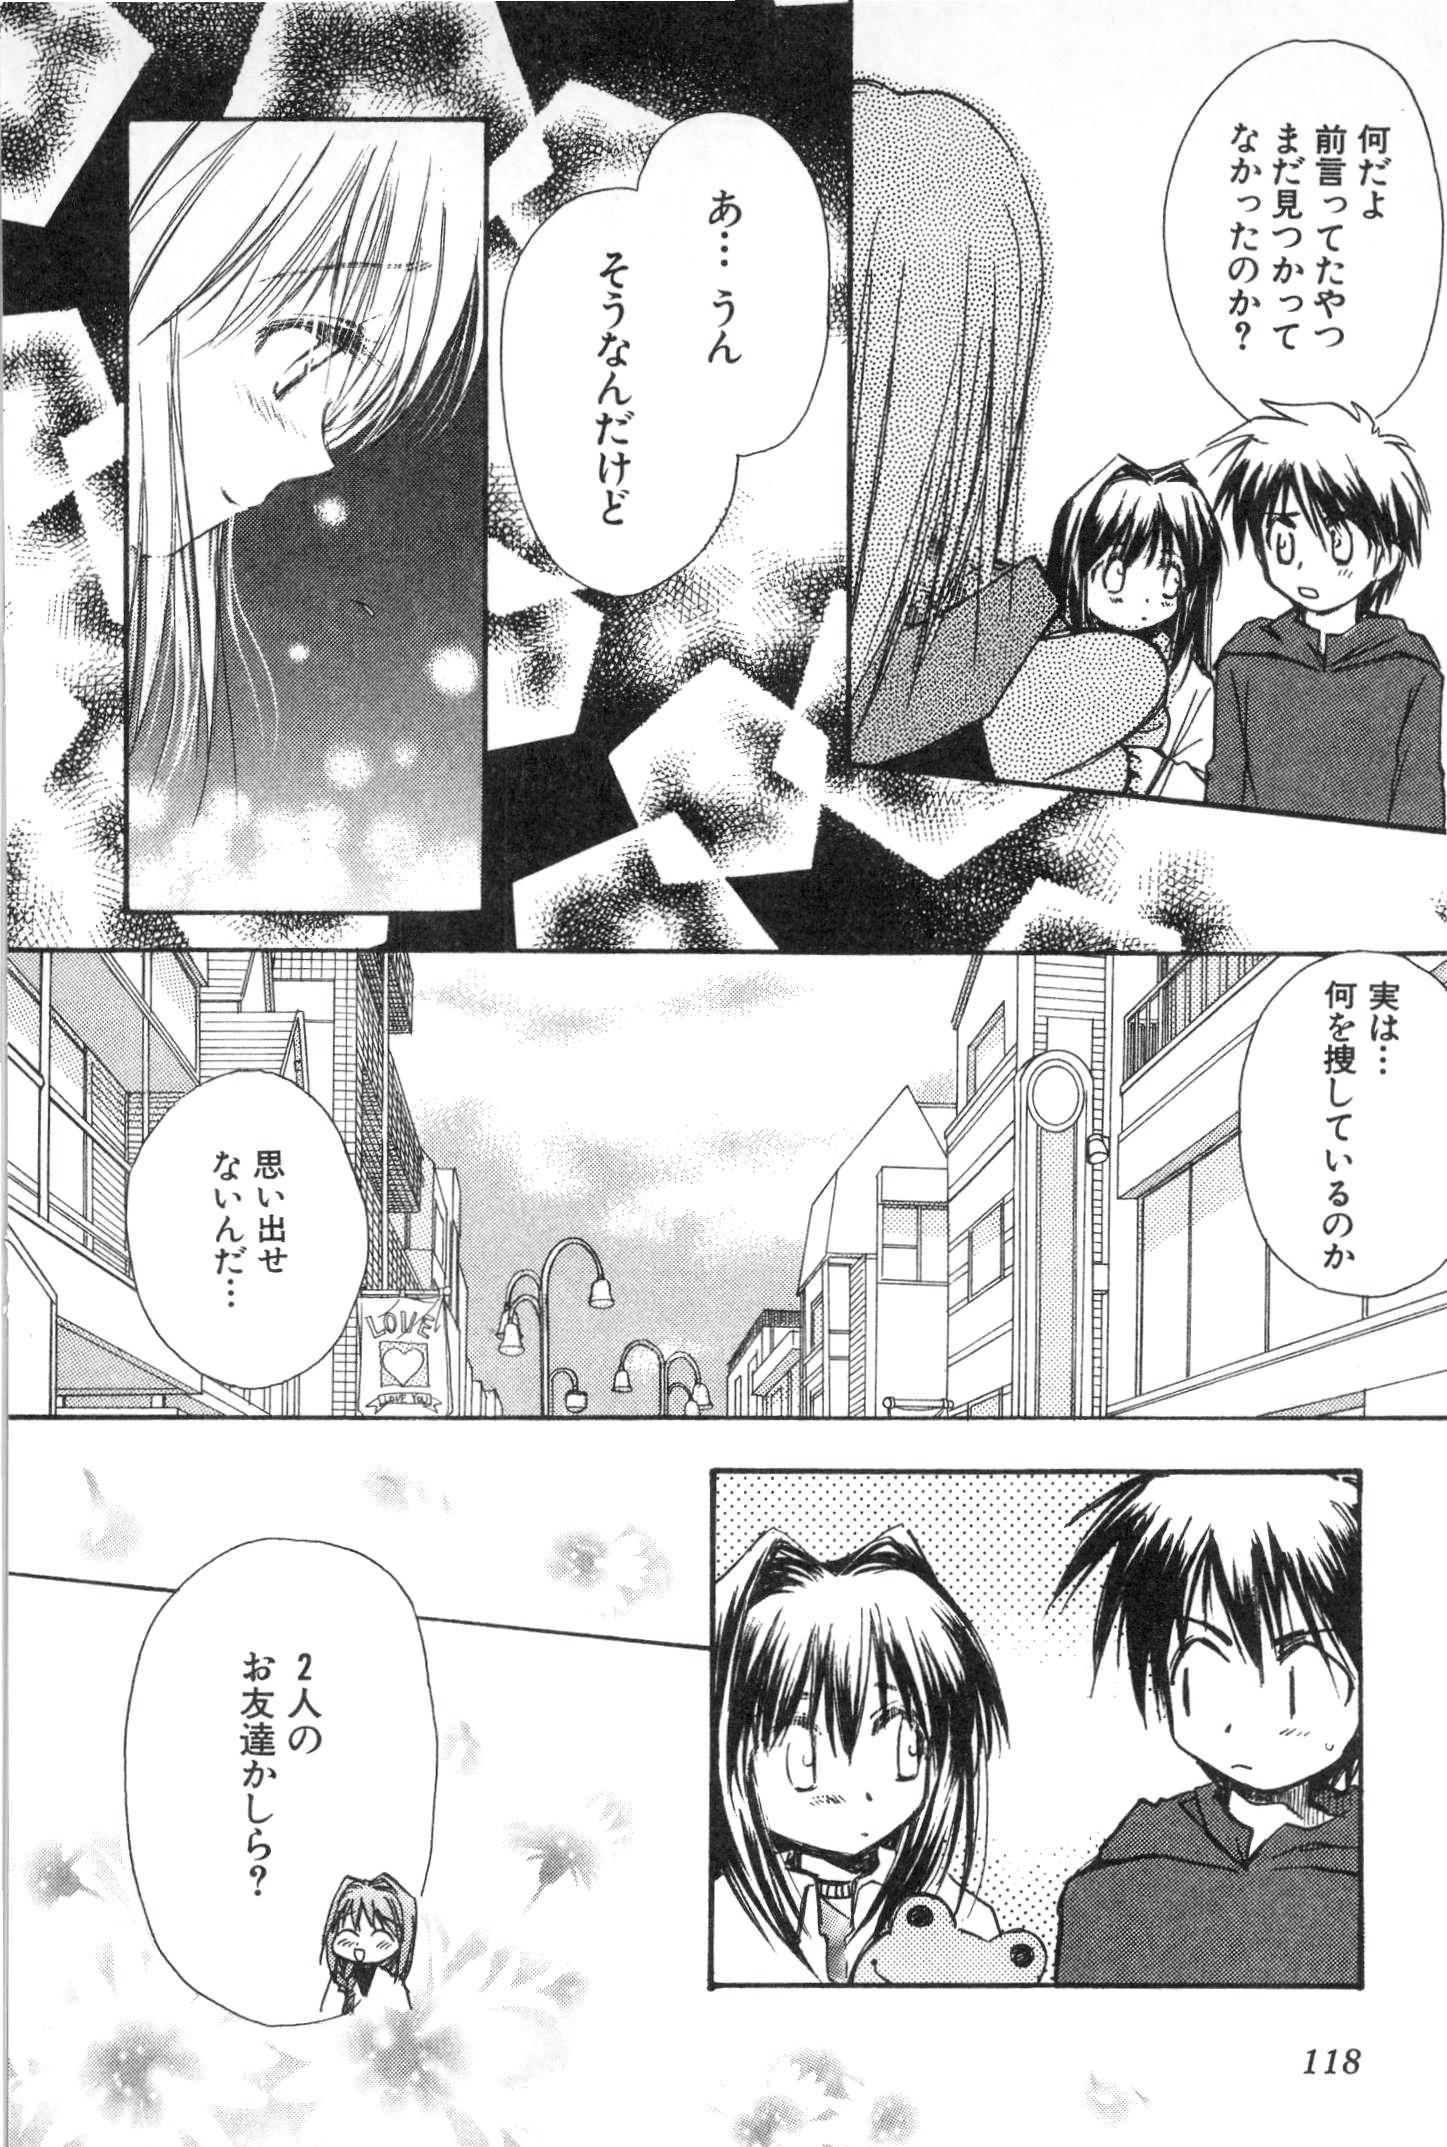 何だよ
前言ってたやつ
まだ見つかって
なかったのか?
あ…うん
そうなんだけど
実は…
何を捜しているのか
思い出せ
ないんだ…
LOVE
I LOVE YOU
2人の
お友達かしら?
118